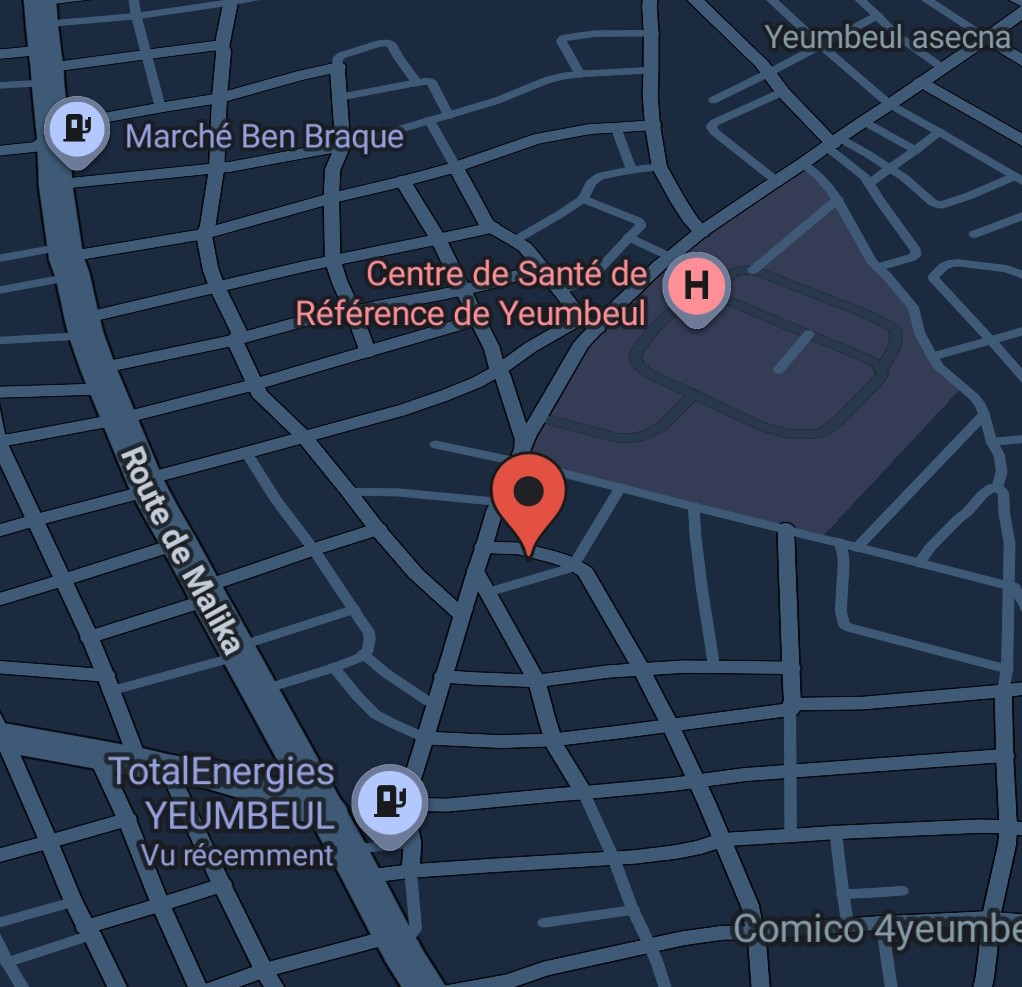 Yeumbeul asecna
Marché Ben Braque
Centre de Santé de
Référence de Yeumbeul
H
Route de Malika
TotalEnergies
YEUMBEUL
Vu récemment
Comico 4yeumbe